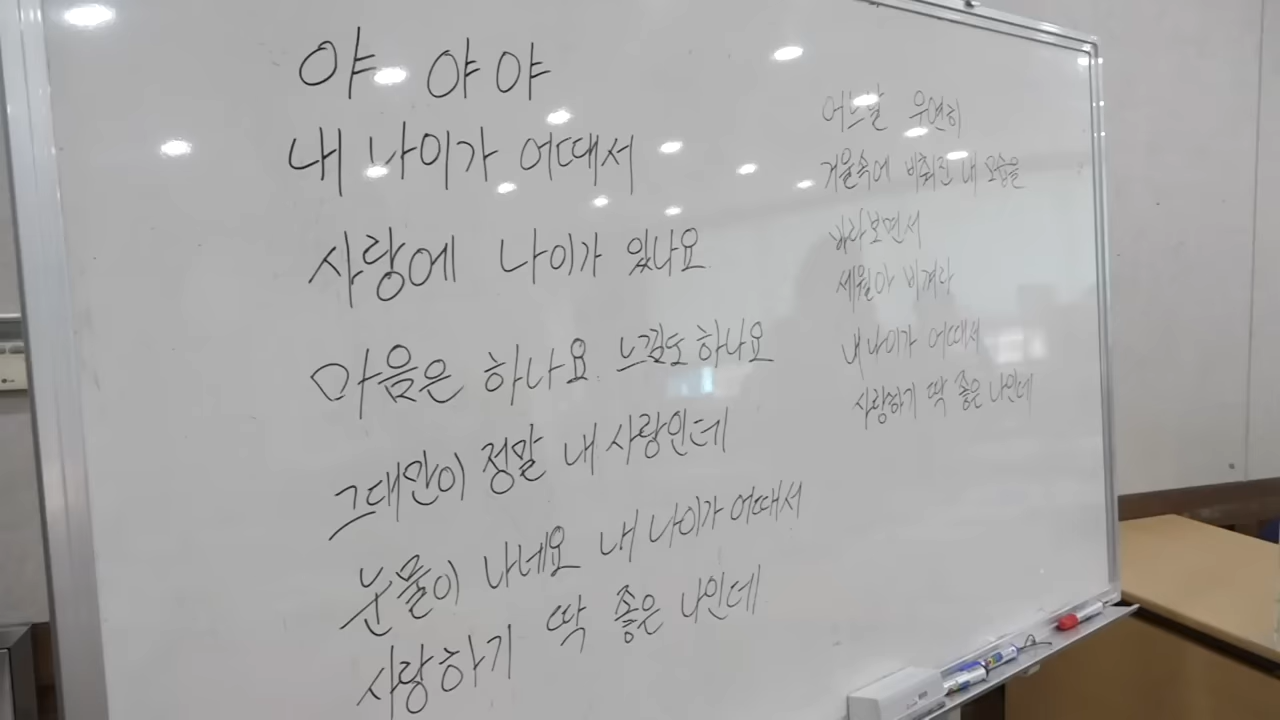 야 야 야
내 나이가 어때서
사랑에 나이가 있나요
마음은 하나요 느낌도 하나요
그대만이 정말 내 사랑인데
눈물이 나네요 내 나이가 어때서
사랑하기 딱 좋은 나인데
어느날 우연히
거울속에 비춰진 내 모습을
바라보면서
세월아 비켜라
내 나이가 어때서
사랑하기 딱 좋은 나인데